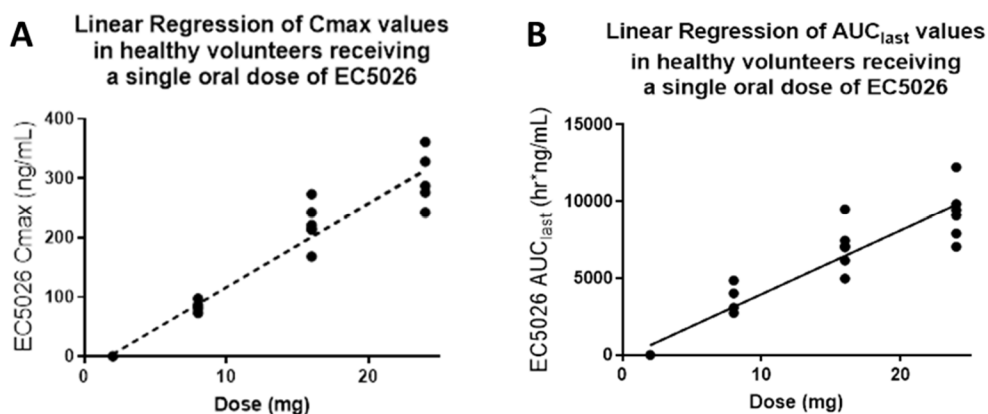 A
Linear Regression of Cmax values
in healthy volunteers receiving
a single oral dose of EC5026
EC5026 Cmax (ng/mL)
400
300
200
100
0
0
10
20
Dose (mg)
B
Linear Regression of AUClast values
in healthy volunteers receiving
a single oral dose of EC5026
EC5026 AUClast (hr*ng/mL)
15000
10000
5000
0
0
10
20
Dose (mg)